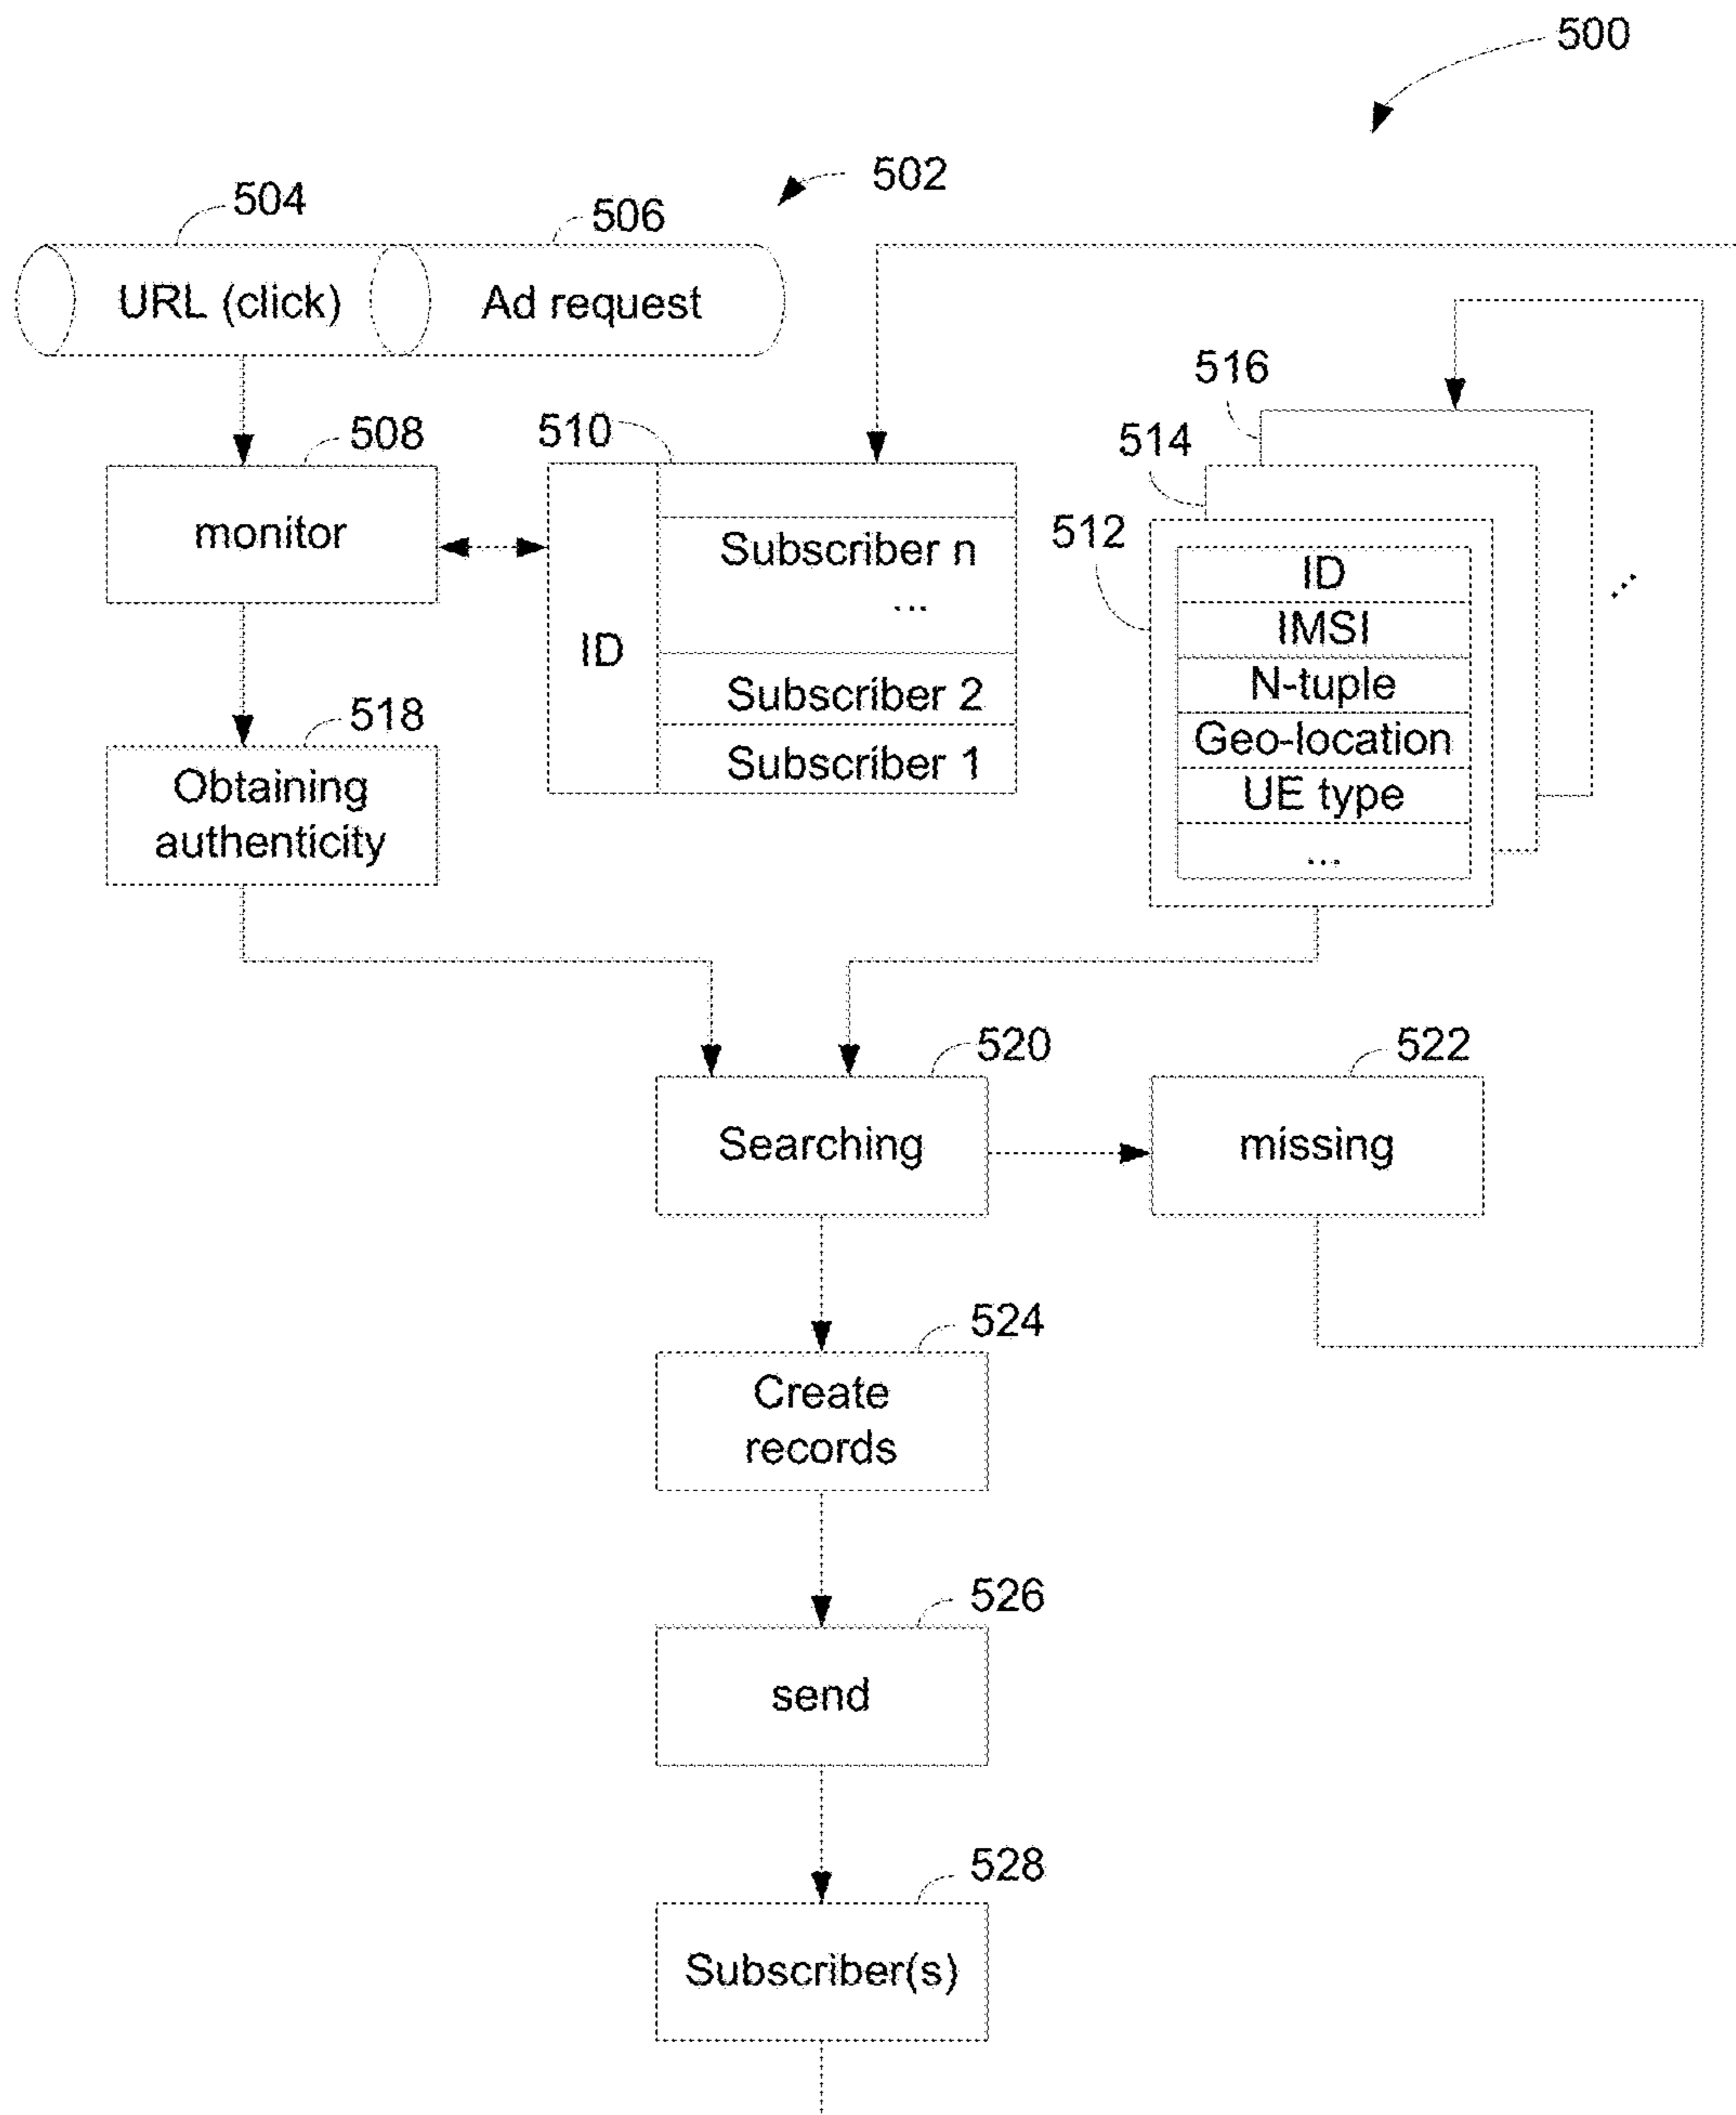 500
502
504
506
URL (click)
Ad request
516
508
510
514
monitor
512
Subscriber n
...
ID
ID
IMSI
...
N-tuple
Subscriber 2
518
Geo-location
Subscriber 1
Obtaining
authenticity
UE type
...
520
522
Searching
missing
524
Create
records
526
send
528
Subscriber(s)